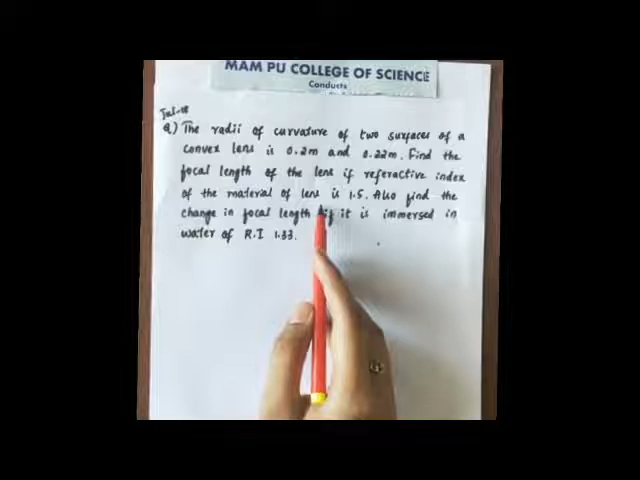 MAM PU COLLEGE OF SCIENCE
Conducts
Q) The radii of curvature of two surfaces of a
convex lens is 0.2m and 0.22m. Find the
focal length of the lens if referactive index
of the material of lens is 1.5. Also find the
change in focal length if it is immersed in
water of R.I 1.33.